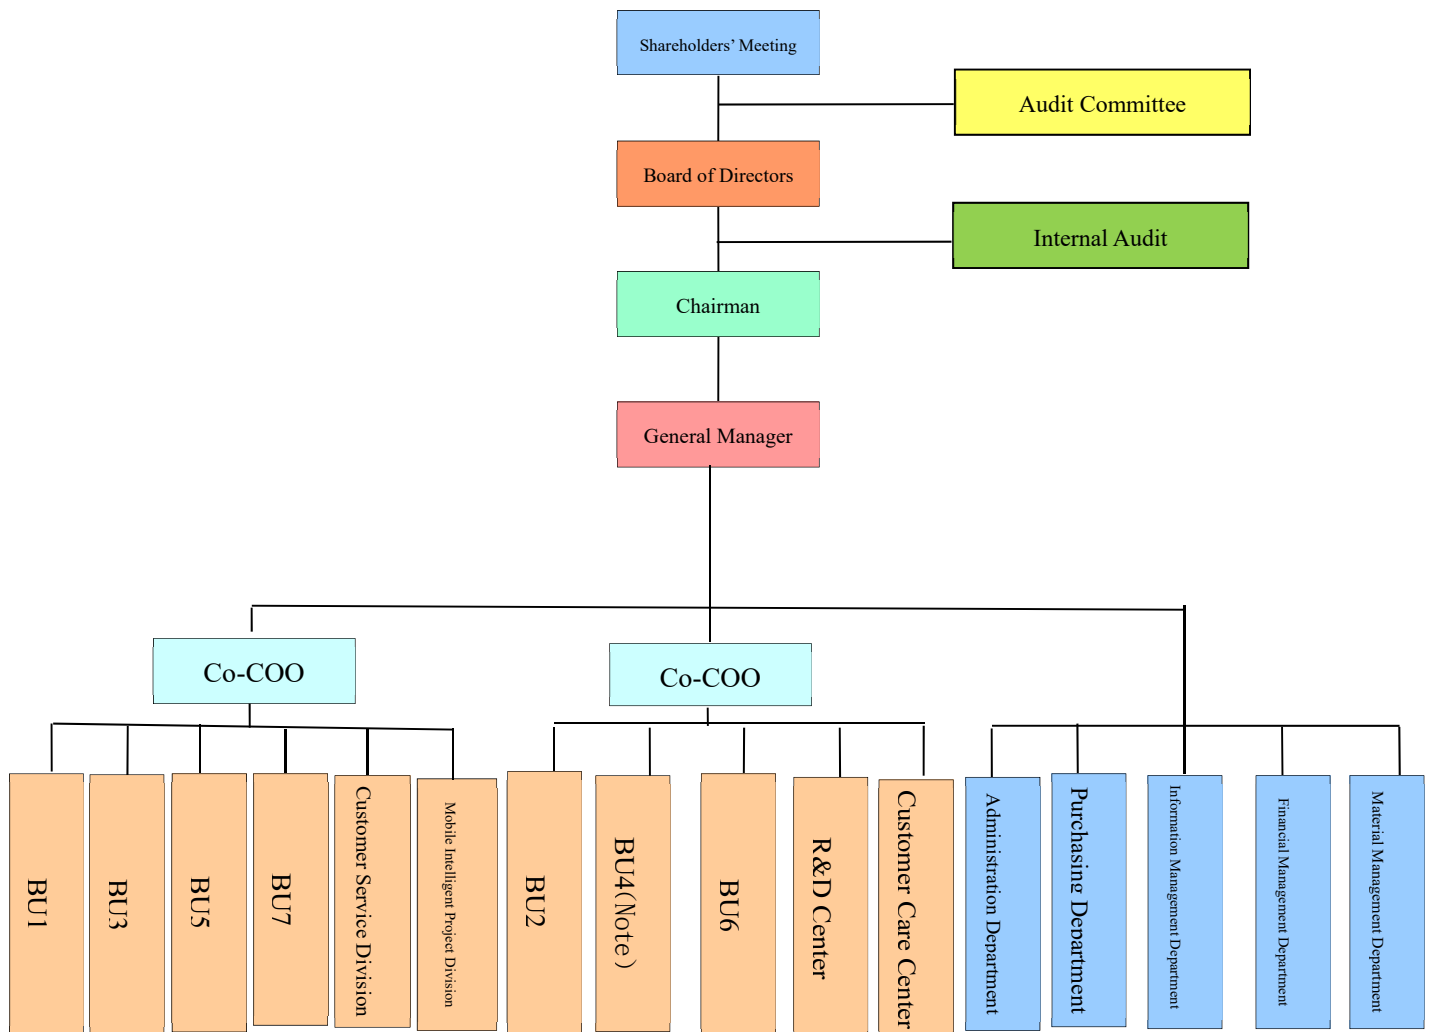 Shareholders’ Meeting
Audit Committee
Board of Directors
Internal Audit
Chairman
General Manager
Co-COO
Co-COO
BU1
BU3
BU5
BU7
Customer Service Division
Mobile Intelligent Project Division
BU2
BU4(Note)
BU6
R&D Center
Customer Care Center
Administration Department
Purchasing Department
Information Management Department
Financial Management Department
Material Management Department